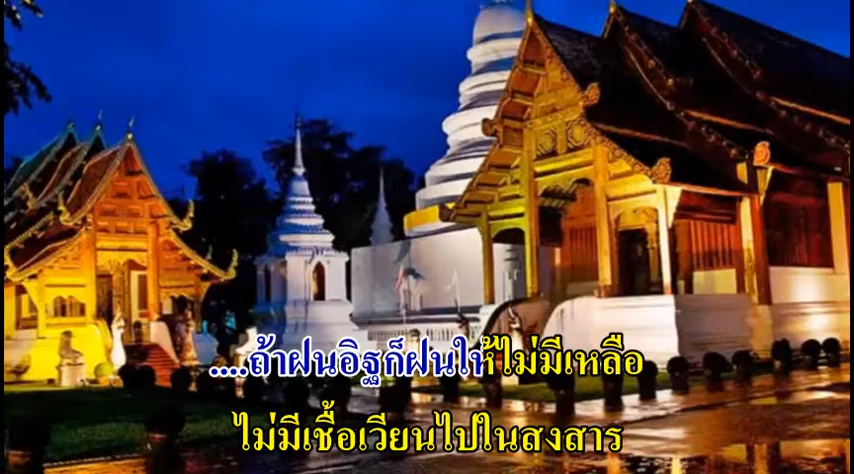 ....ถ้าฝนอิฐก็ฝนให้ไม่มีเหลือ
ไม่มีเชื้อเวียนไปในสงสาร